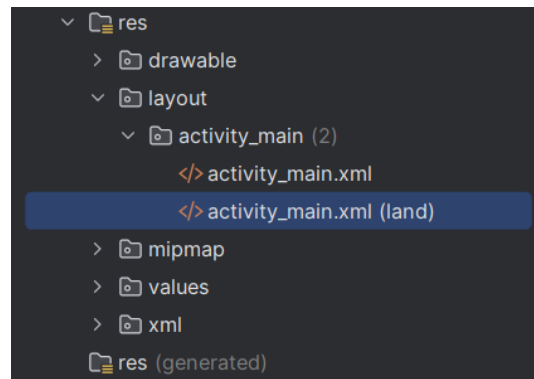 res
drawable
layout
activity_main (2)
</> activity_main.xml
</> activity_main.xml (land)
mipmap
values
xml
res (generated)